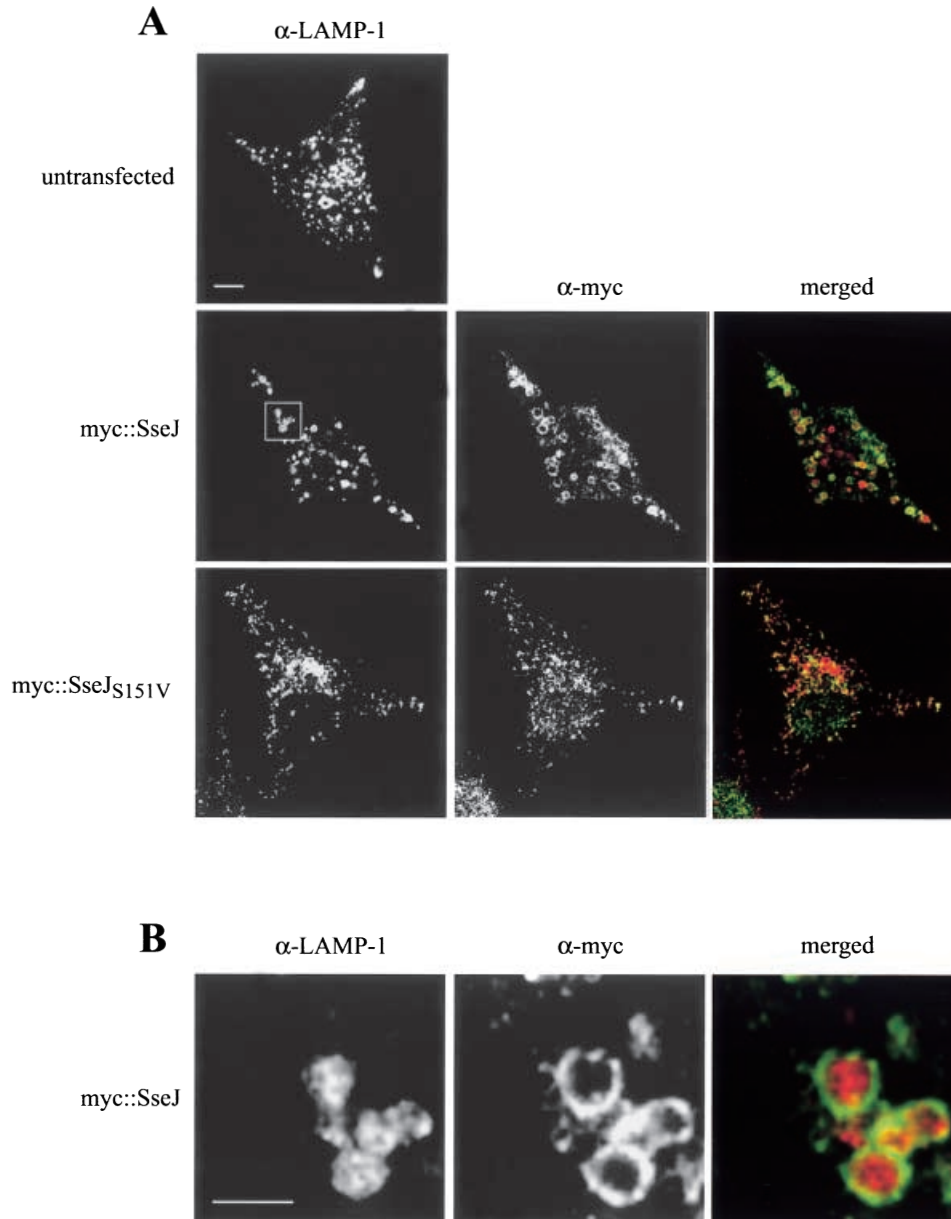 A
α-LAMP-1
untransfected
α-myc
merged
myc::SseJ
myc::SseJS151V
B
α-LAMP-1
α-myc
merged
myc::SseJ